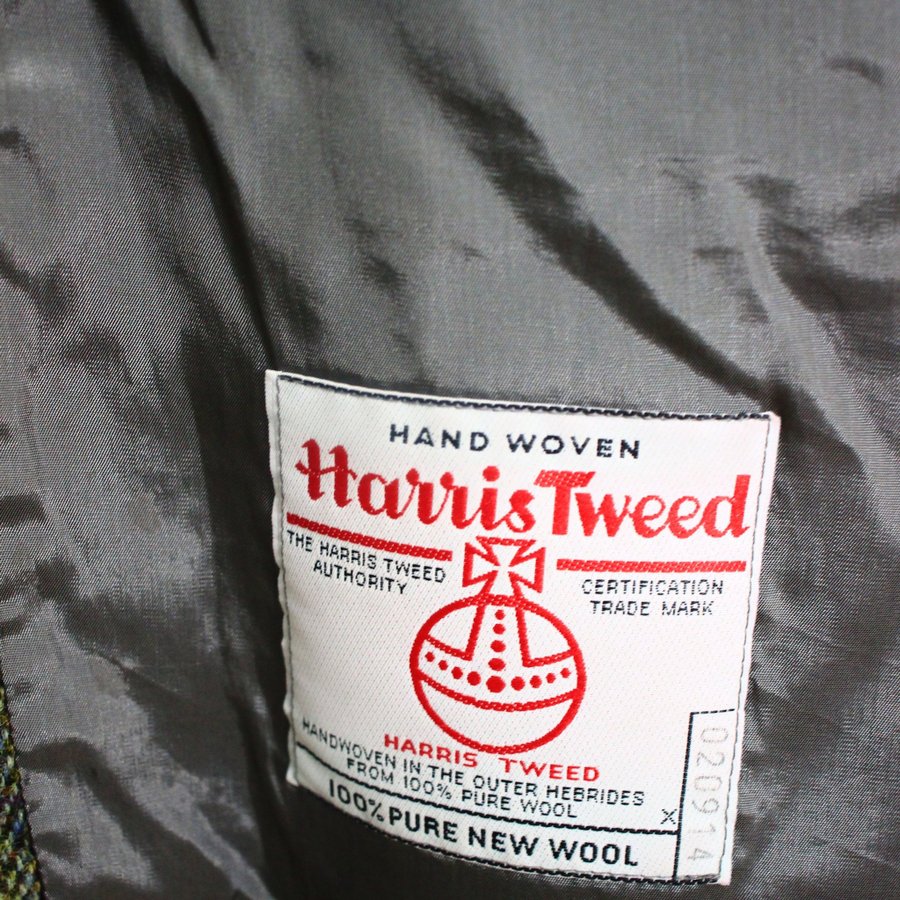 HAND WOVEN
Harris Tweed
THE HARRIS TWEED
AUTHORITY
CERTIFICATION
TRADE MARK
HARRIS TWEED
HANDWOVEN IN THE OUTER HEBRIDES
FROM 100% PURE WOOL
X
100% PURE NEW WOOL
020914